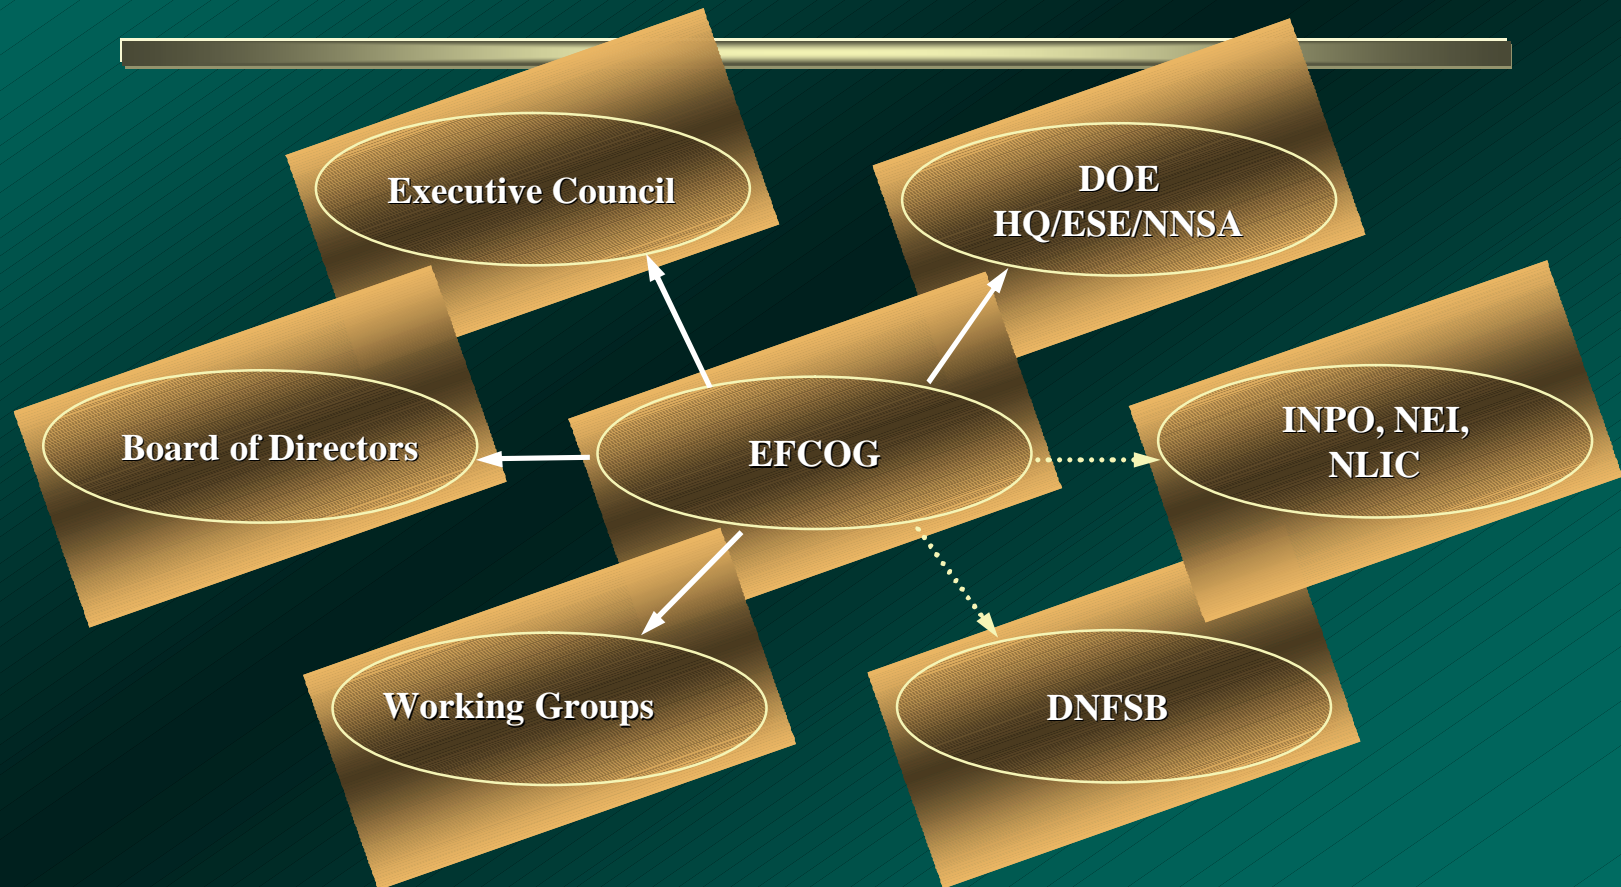 Executive Council
DOE
HQ/ESE/NNSA
Board of Directors
EFCOG
INPO, NEI,
NLIC
Working Groups
DNFSB